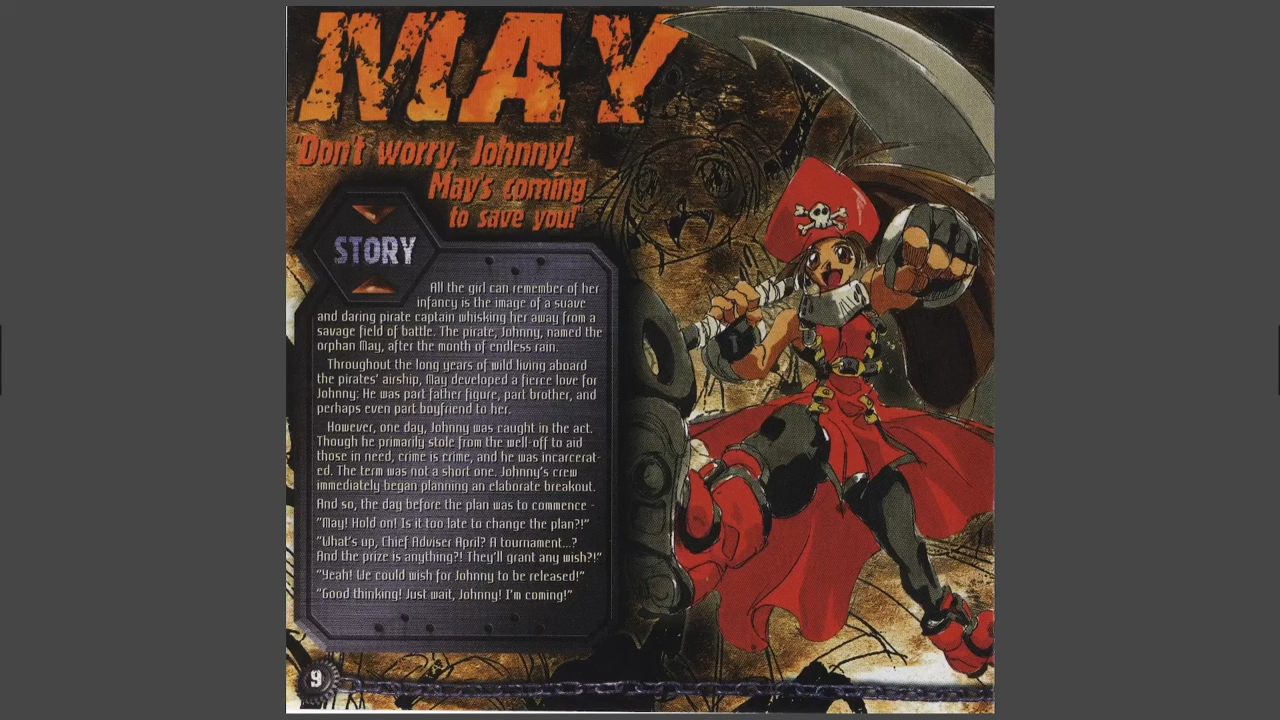 MAY
"Don't worry, Johnny!
May's coming
to save you!"
STORY
All the girl can remember of her
infancy is the image of a suave
and daring pirate captain whisking her away from a
savage field of battle. The pirate, Johnny, named the
orphan May, after the month of endless rain.
Throughout the long years of wild living aboard
the pirates' airship, May developed a fierce love for
Johnny: He was part father figure, part brother, and
perhaps even part boyfriend to her.
However, one day, Johnny was caught in the act.
Though he primarily stole from the well-off to aid
those in need, crime is crime, and he was incarcerat-
ed. The term was not a short one. Johnny's crew
immediately began planning an elaborate breakout.
And so, the day before the plan was to commence -
"May! Hold on! Is it too late to change the plan?!"
"What's up, Chief Adviser April? A tournament...?
And the prize is anything?! They'll grant any wish?!"
"Yeah! We could wish for Johnny to be released!"
"Good thinking! Just wait, Johnny! I'm coming!"
9